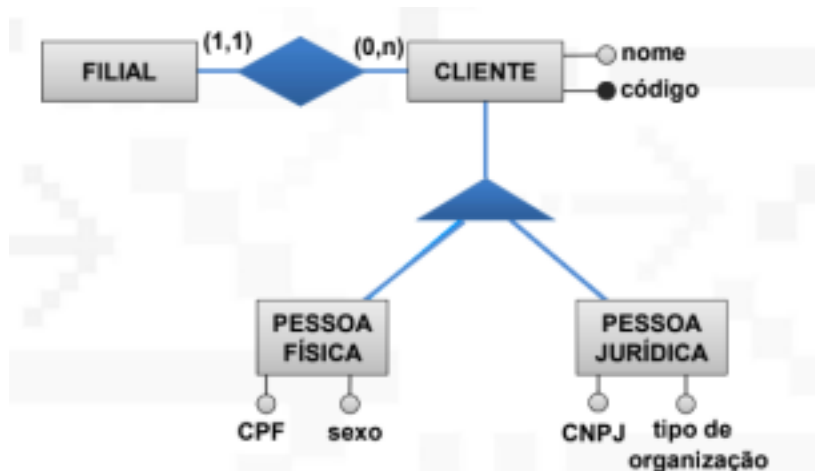 (1,1)
(0,n)
FILIAL
CLIENTE
nome
código
PESSOA
FÍSICA
PESSOA
JURÍDICA
CPF
sexo
CNPJ
tipo de
organização